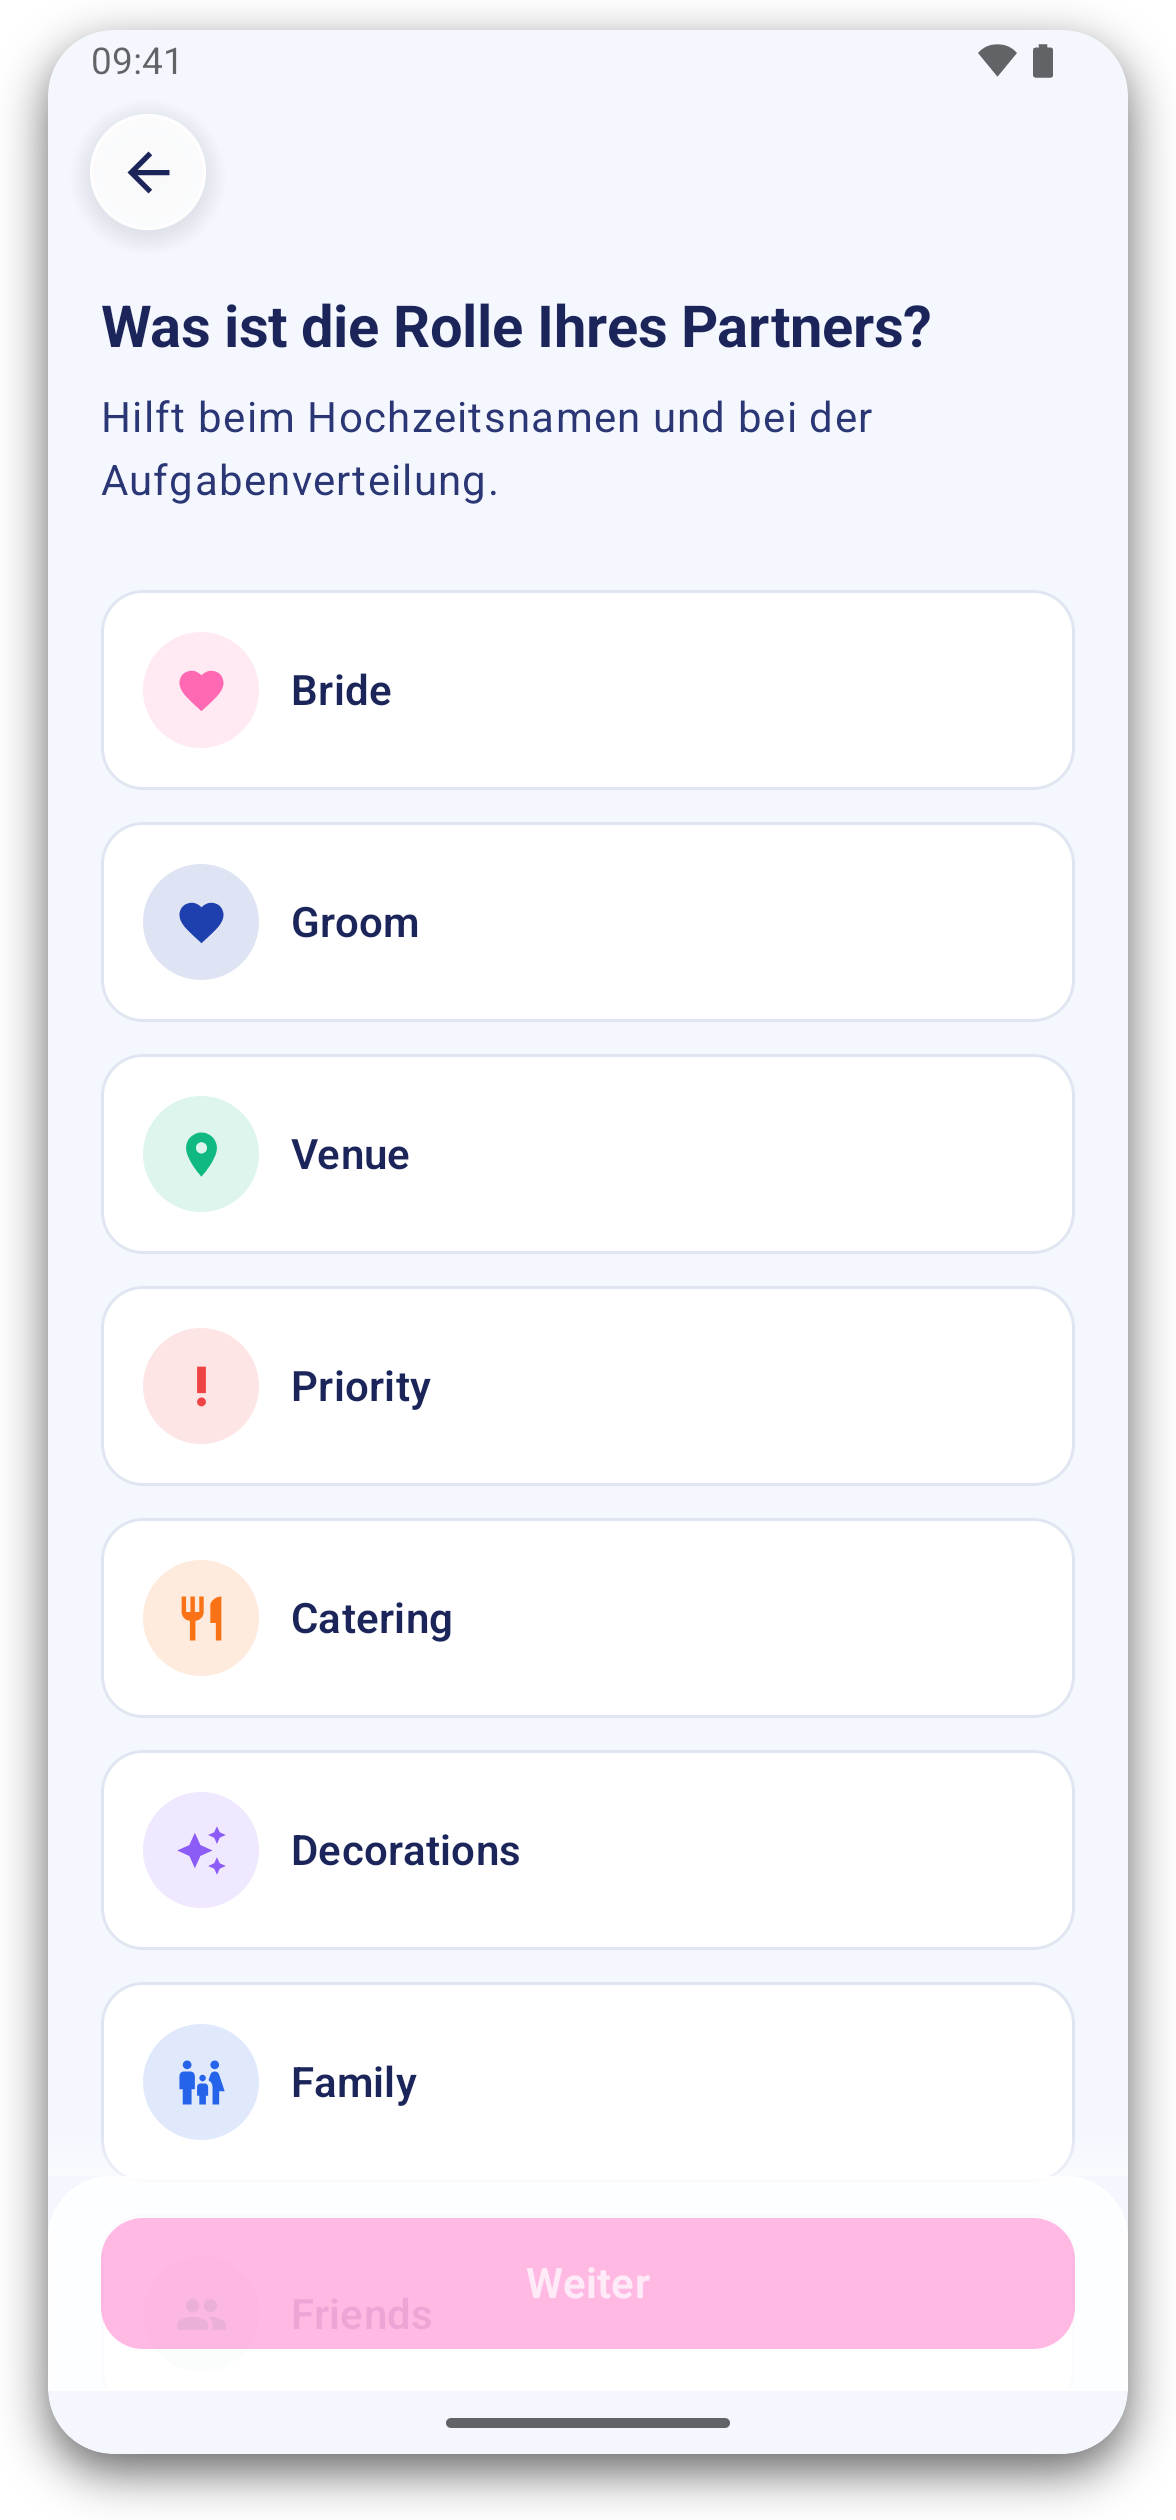 09:41
Was ist die Rolle Ihres Partners?
Hilft beim Hochzeitsnamen und bei der
Aufgabenverteilung.
Bride
Groom
Venue
Priority
Catering
Decorations
Family
Weiter
Friends